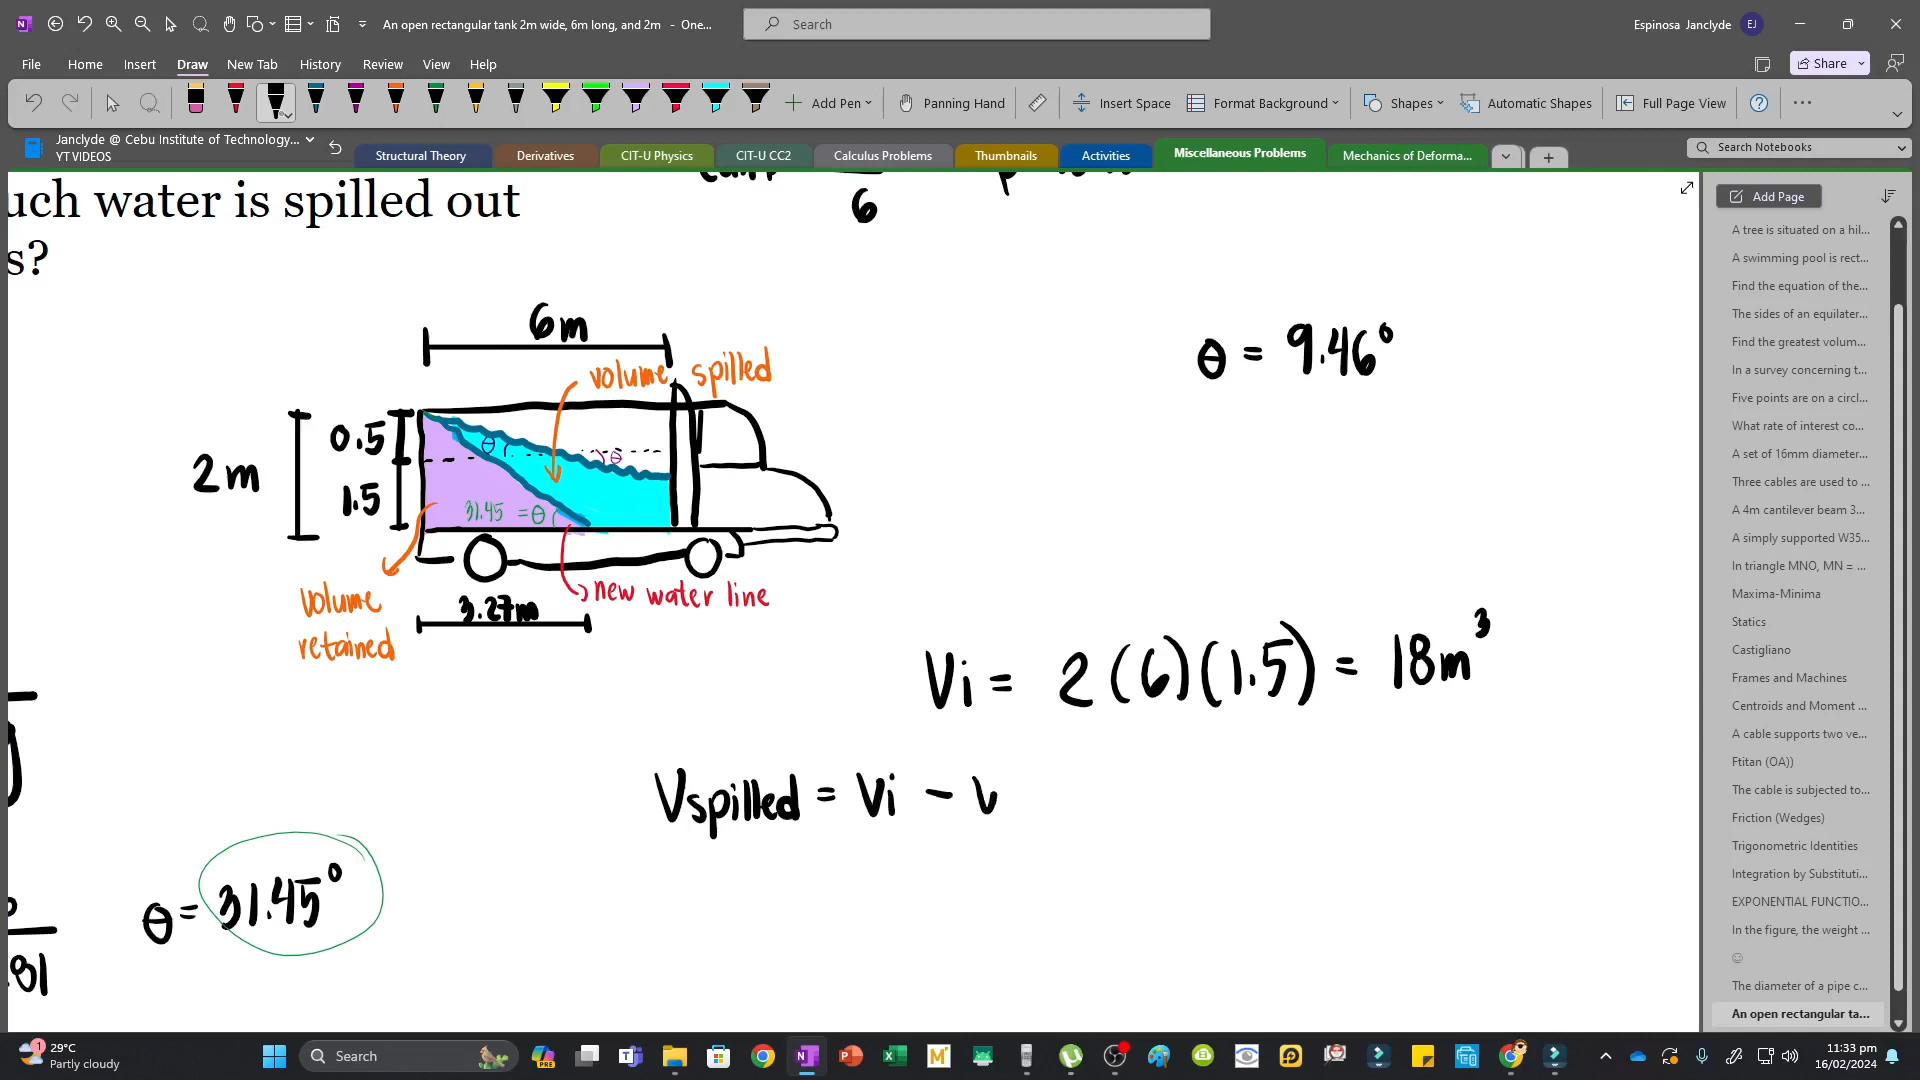 An open rectangular tank 2m wide, 6m long, and 2m - One...
Search
Espinosa Janclyde
EJ
File Home Insert Draw New Tab History Review View Help
Share
Add Pen
Panning Hand
Insert Space
Format Background
Shapes
Automatic Shapes
Full Page View
Janclyde @ Cebu Institute of Technology...
YT VIDEOS
Structural Theory
Derivatives
CIT-U Physics
CIT-U CC2
Calculus Problems
Thumbnails
Activities
Miscellaneous Problems
Mechanics of Deforma...
Search Notebooks
uch water is spilled out
s?
6
6m
volume spilled
θ = 9.46°
0.5
θ
θ
2m
1.5
31.45 = θ
volume
retained
new water line
3.27m
Vi = 2(6)(1.5) = 18m³
Vspilled = Vi - v
θ = 31.45°
.81
Add Page
A tree is situated on a hil...
A swimming pool is rect...
Find the equation of the...
The sides of an equilater...
Find the greatest volum...
In a survey concerning t...
Five points are on a circl...
What rate of interest co...
A set of 16mm diameter...
Three cables are used to ...
A 4m cantilever beam 3...
A simply supported W35...
In triangle MNO, MN = ...
Maxima-Minima
Statics
Castigliano
Frames and Machines
Centroids and Moment ...
A cable supports two ve...
Ftitan (OA))
The cable is subjected to...
Friction (Wedges)
Trigonometric Identities
Integration by Substituti...
EXPONENTIAL FUNCTIO...
In the figure, the weight ...
☺
The diameter of a pipe c...
An open rectangular ta...
1
29°C
Partly cloudy
Search
PRE
11:33 pm
16/02/2024